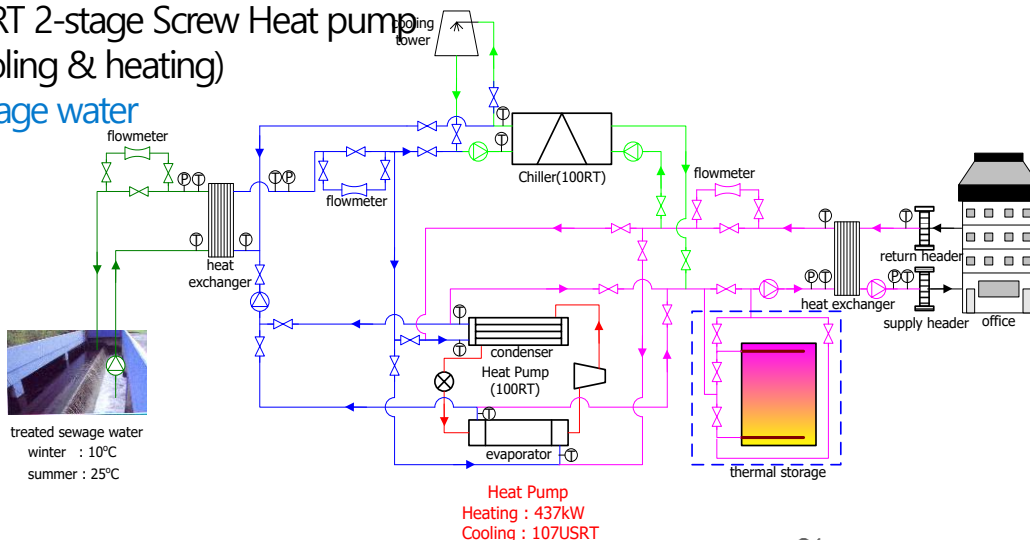 RT 2-stage Screw Heat pump
oling & heating)
age water
cooling
tower
flowmeter
T
T
Chiller(100RT)
P T
T P
flowmeter
flowmeter
T
T
T
T
heat
exchanger
return header
P T
P T
heat exchanger
supply header
office
T
T
condenser
Heat Pump
(100RT)
T
evaporator
T
thermal storage
treated sewage water
winter : 10℃
summer : 25℃
Heat Pump
Heating : 437kW
Cooling : 107USRT